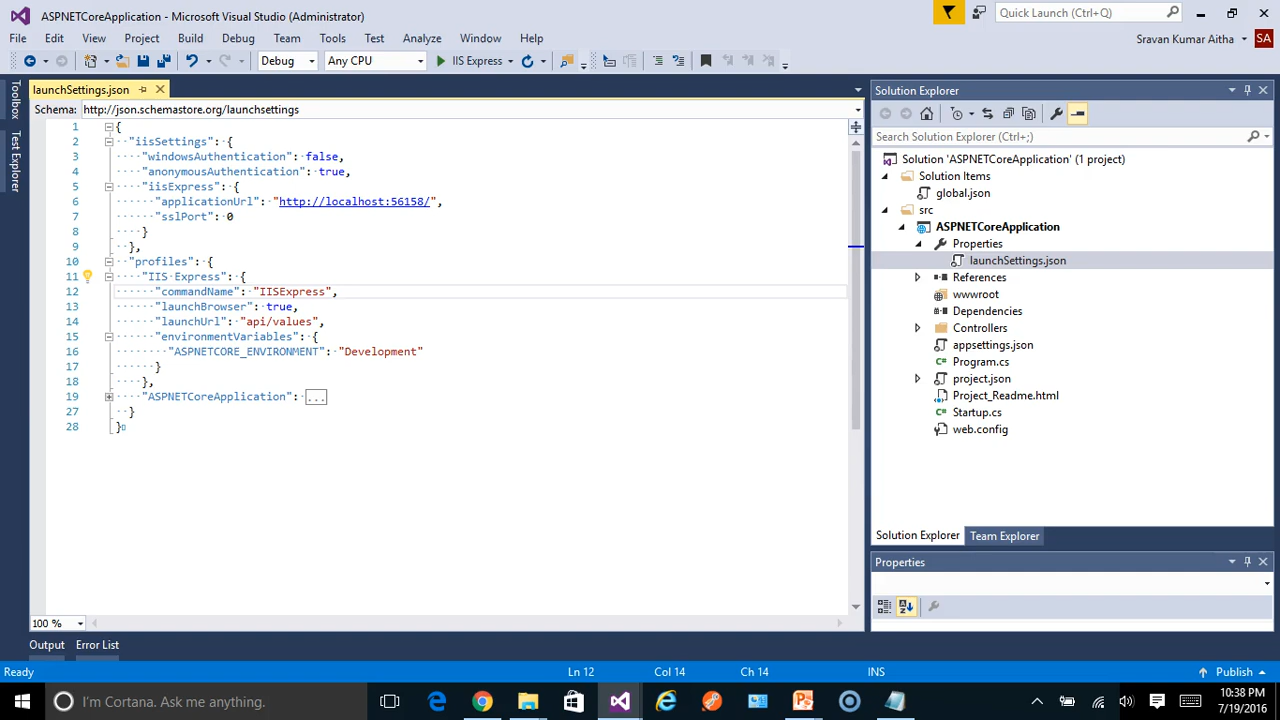 ASPNETCoreApplication - Microsoft Visual Studio (Administrator)
Quick Launch (Ctrl+Q)
File Edit View Project Build Debug Team Tools Test Analyze Window Help
Sravan Kumar Aitha SA
Debug Any CPU IIS Express
Toolbox
Test Explorer
launchSettings.json
Schema: http://json.schemastore.org/launchsettings
1 {
2 "iisSettings": {
3 "windowsAuthentication": false,
4 "anonymousAuthentication": true,
5 "iisExpress": {
6 "applicationUrl": "http://localhost:56158/",
7 "sslPort": 0
8 }
9 },
10 "profiles": {
11 "IIS Express": {
12 "commandName": "IISExpress",
13 "launchBrowser": true,
14 "launchUrl": "api/values",
15 "environmentVariables": {
16 "ASPNETCORE_ENVIRONMENT": "Development"
17 }
18 },
19 "ASPNETCoreApplication": ...
27 }
28 }
100 %
Solution Explorer
Search Solution Explorer (Ctrl+;)
Solution 'ASPNETCoreApplication' (1 project)
Solution Items
global.json
src
ASPNETCoreApplication
Properties
launchSettings.json
References
wwwroot
Dependencies
Controllers
appsettings.json
Program.cs
project.json
Project_Readme.html
Startup.cs
web.config
Solution Explorer Team Explorer
Properties
Output Error List
Ready Ln 12 Col 14 Ch 14 INS Publish
I'm Cortana. Ask me anything.
10:38 PM
7/19/2016